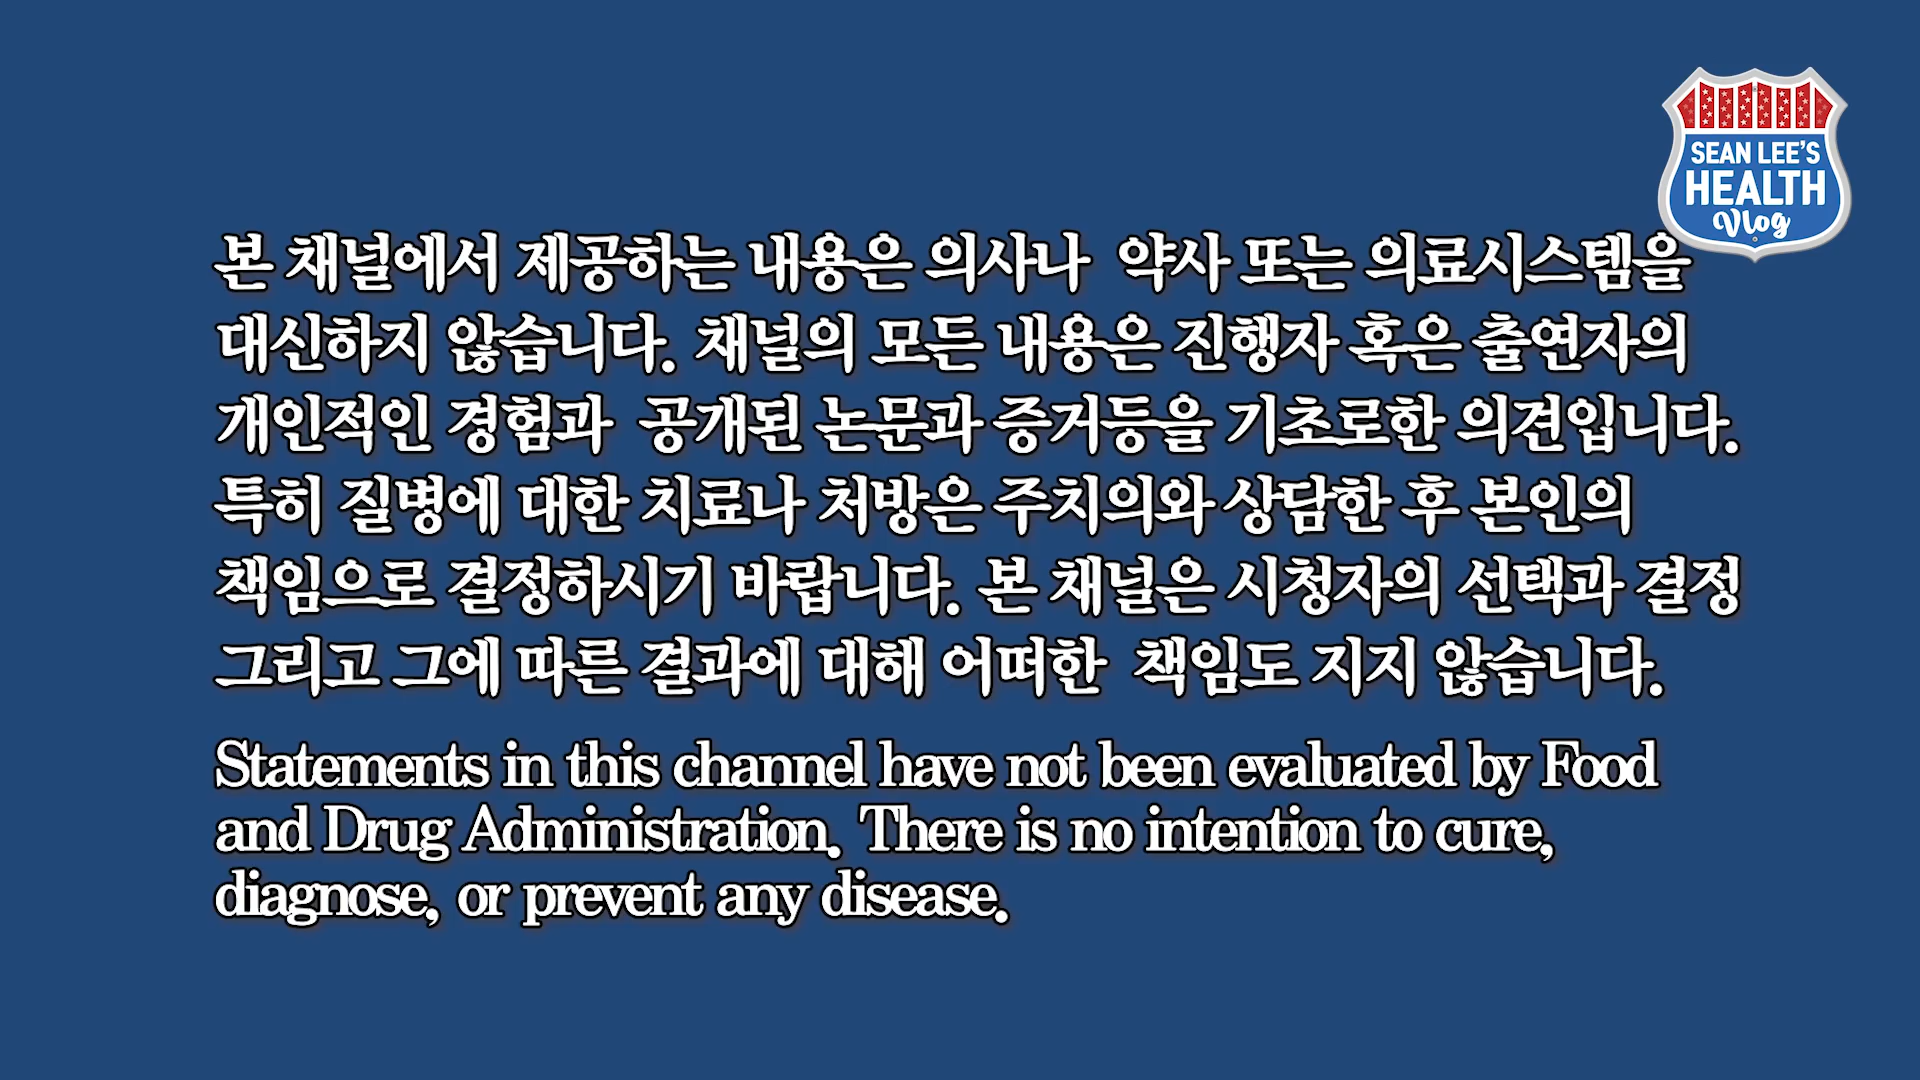 SEAN LEE'S
HEALTH
Vlog
본 채널에서 제공하는 내용은 의사나 약사 또는 의료시스템을
대신하지 않습니다. 채널의 모든 내용은 진행자 혹은 출연자의
개인적인 경험과 공개된 논문과 증거등을 기초로한 의견입니다.
특히 질병에 대한 치료나 처방은 주치의와 상담한 후 본인의
책임으로 결정하시기 바랍니다. 본 채널은 시청자의 선택과 결정
그리고 그에 따른 결과에 대해 어떠한 책임도 지지 않습니다.
Statements in this channel have not been evaluated by Food
and Drug Administration. There is no intention to cure,
diagnose, or prevent any disease.